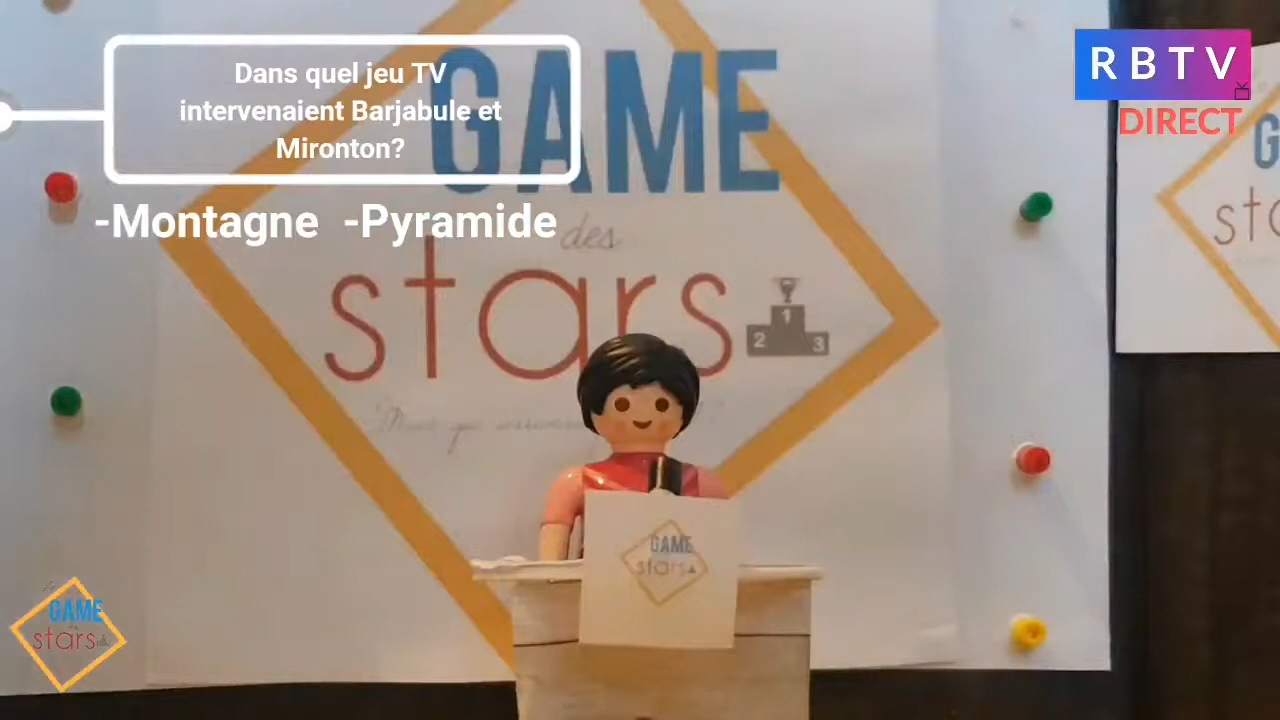 Dans quel jeu TV
intervenaient Barjabule et
Mironton?
-Montagne -Pyramide
RBTV
DIRECT
GAME
des
stars
1
2 3
G
sta
GAME
stars
GAME
stars